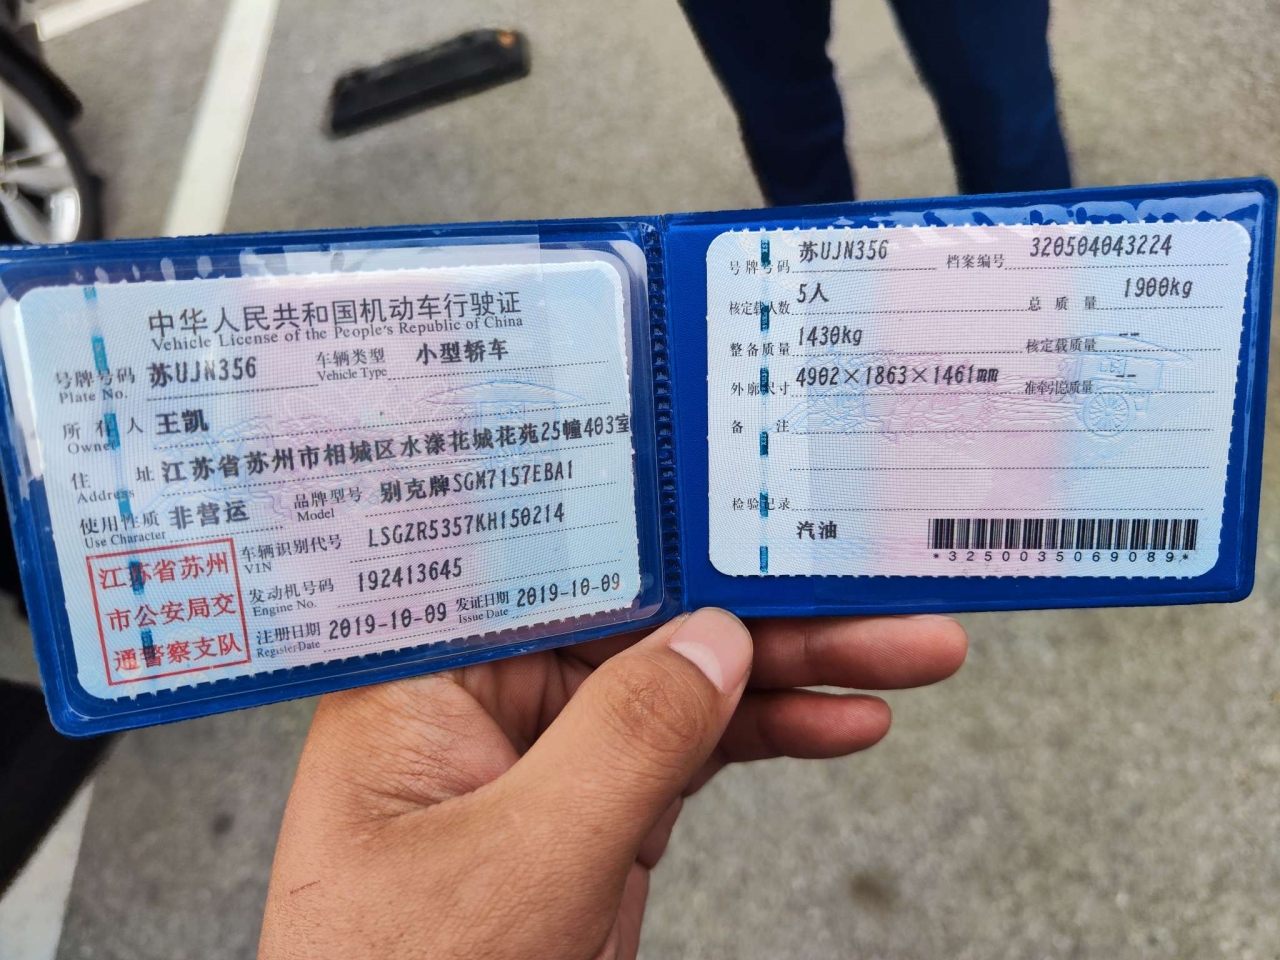 中华人民共和国机动车行驶证
Vehicle License of the People's Republic of China
号牌号码 苏UJN356 车辆类型 小型轿车
Plate No. Vehicle Type
所有人 王凯
Owner
住址 江苏省苏州市相城区水漾花城花苑25幢403室
Address
使用性质 非营运 品牌型号 别克牌SGM7157EBA1
Use Character Model
江苏省苏州
市公安局交
通警察支队
车辆识别代号 LSGZR5357KH150214
VIN
发动机号码 192413645
Engine No.
注册日期 2019-10-09 发证日期 2019-10-09
Register Date Issue Date
号牌号码 苏UJN356 档案编号 320504043224
核定载人数 5人 总质量 1900kg
整备质量 1430kg 核定载质量 --
外廓尺寸 4902×1863×1461mm 准牵引总质量 --
备注
检验记录
汽油
*3250035069089*